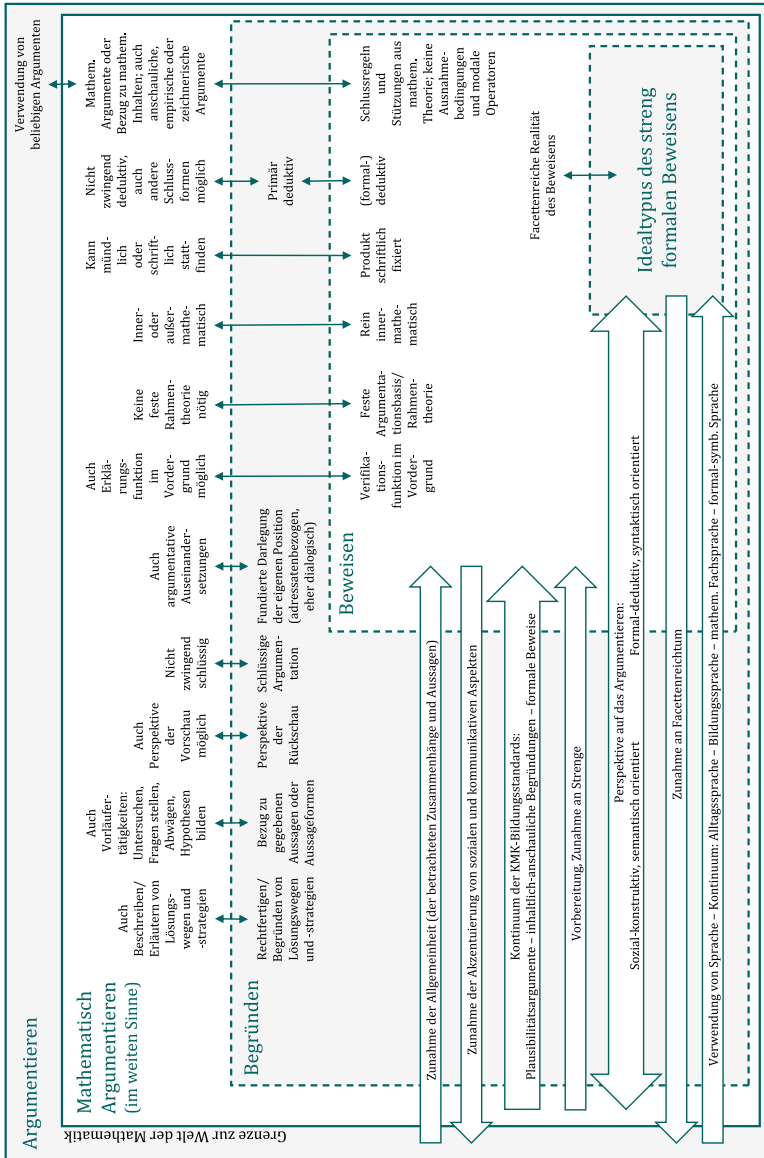 Argumentieren
Verwendung von
beliebigen Argumenten
Grenze zur Welt der Mathematik
Mathematisch
Argumentieren
(im weiten Sinne)
Auch
Beschreiben/
Erläutern von
Lösungs-
wegen und
-strategien
Auch
Vorläufer-
tätigkeiten:
Untersuchen,
Fragen stellen,
Abwägen,
Hypothesen
bilden
Auch
Perspektive
der
Vorschau
möglich
Nicht
zwingend
schlüssig
Auch
argumentative
Auseinander-
setzungen
Auch
Erklä-
rungs-
funktion
im
Vorder-
grund
möglich
Keine
feste
Rahmen-
theorie
nötig
Inner-
oder
außer-
mathe-
matisch
Kann
münd-
lich
oder
schrift-
lich
statt-
finden
Nicht
zwingend
deduktiv,
auch
andere
Schluss-
formen
möglich
Mathem.
Argumente oder
Bezug zu mathem.
Inhalten; auch
anschauliche,
empirische oder
zeichnerische
Argumente
Begründen
Rechtfertigen/
Begründen von
Lösungswegen
und -strategien
Bezug zu
gegebenen
Aussagen oder
Aussageformen
Perspektive
der
Rückschau
Schlüssige
Argumen-
tation
Fundierte Darlegung
der eigenen Position
(adressatenbezogen,
eher dialogisch)
Primär
deduktiv
Beweisen
Verifika-
tions-
funktion im
Vorder-
grund
Feste
Argumenta-
tionsbasis/
Rahmen-
theorie
Rein
inner-
mathe-
matisch
Produkt
schriftlich
fixiert
(formal-)
deduktiv
Schlussregeln
und
Stützungen aus
mathem.
Theorie; keine
Ausnahme-
bedingungen
und modale
Operatoren
Facettenreiche Realität
des Beweisens
Idealtypus des streng
formalen Beweisens
Zunahme der Allgemeinheit (der betrachteten Zusammenhänge und Aussagen)
Zunahme der Akzentuierung von sozialen und kommunikativen Aspekten
Kontinuum der KMK-Bildungsstandards:
Plausibilitätsargumente – inhaltlich-anschauliche Begründungen – formale Beweise
Vorbereitung, Zunahme an Strenge
Perspektive auf das Argumentieren:
Sozial-konstruktiv, semantisch orientiert Formal-deduktiv, syntaktisch orientiert
Zunahme an Facettenreichtum
Verwendung von Sprache – Kontinuum: Alltagssprache – Bildungssprache – mathem. Fachsprache – formal-symb. Sprache